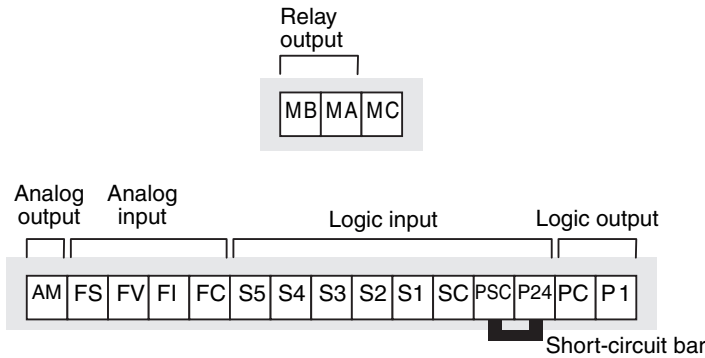 Relay
output
MB MA MC
Analog
output
Analog
input
Logic input
Logic output
AM FS FV FI FC S5 S4 S3 S2 S1 SC PSC P24 PC P1
Short-circuit bar